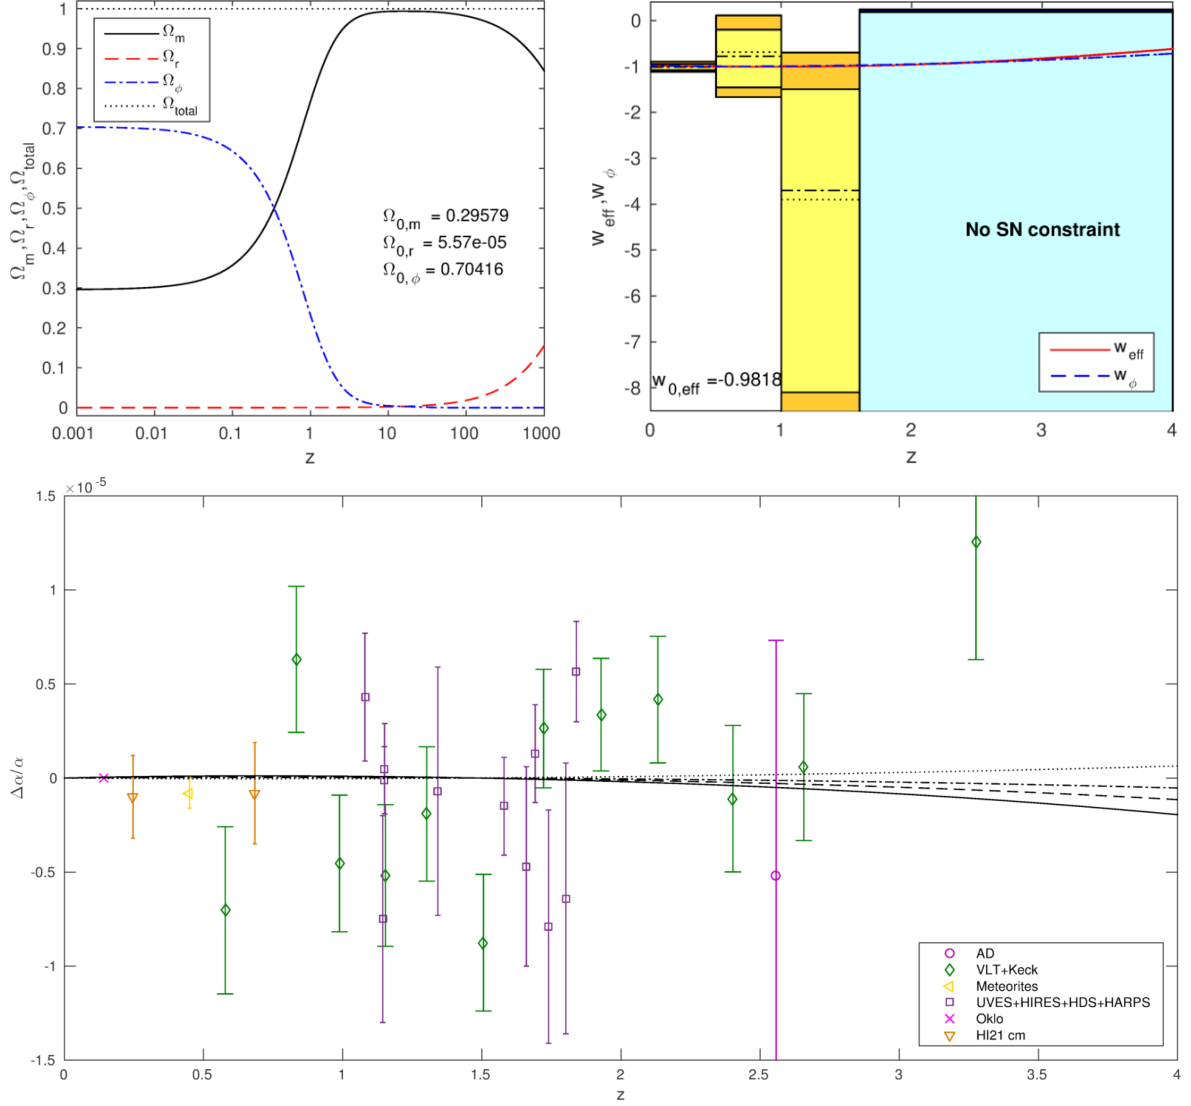 Ω_m, Ω_r, Ω_ϕ, Ω_total
1
0.9
0.8
0.7
0.6
0.5
0.4
0.3
0.2
0.1
0
Ω_m
Ω_r
Ω_ϕ
Ω_total
Ω_0,m = 0.29579
Ω_0,r = 5.57e-05
Ω_0,ϕ = 0.70416
0.001 0.01 0.1 1 10 100 1000
z
w_eff, w_ϕ
0
-1
-2
-3
-4
-5
-6
-7
-8
No SN constraint
w_0,eff =-0.9818
w_eff
w_ϕ
0 1 2 3 4
z
×10^-5
Δα/α
1.5
1
0.5
0
-0.5
-1
-1.5
AD
VLT+Keck
Meteorites
UVES+HIRES+HDS+HARPS
Oklo
HI21 cm
0 0.5 1 1.5 2 2.5 3 3.5 4
z